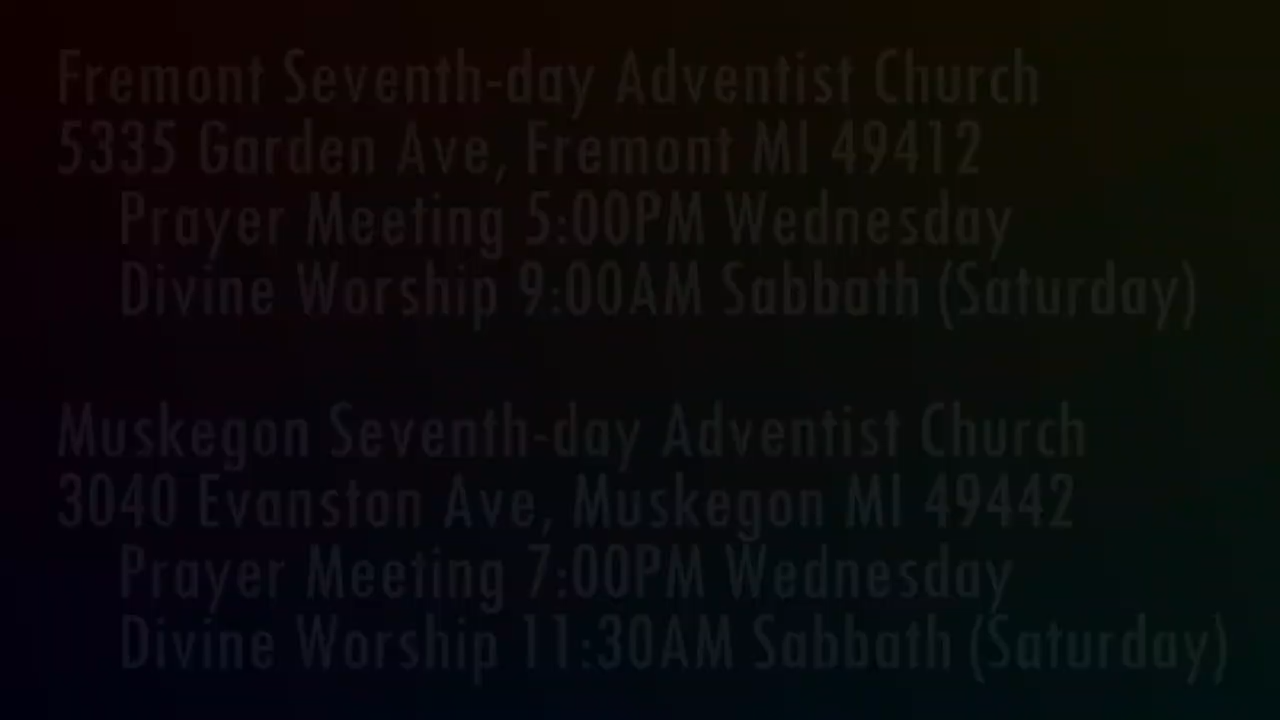 Fremont Seventh-day Adventist Church
5335 Garden Ave, Fremont MI 49412
Prayer Meeting 5:00PM Wednesday
Divine Worship 9:00AM Sabbath (Saturday)
Muskegon Seventh-day Adventist Church
3040 Evanston Ave, Muskegon MI 49442
Prayer Meeting 7:00PM Wednesday
Divine Worship 11:30AM Sabbath (Saturday)